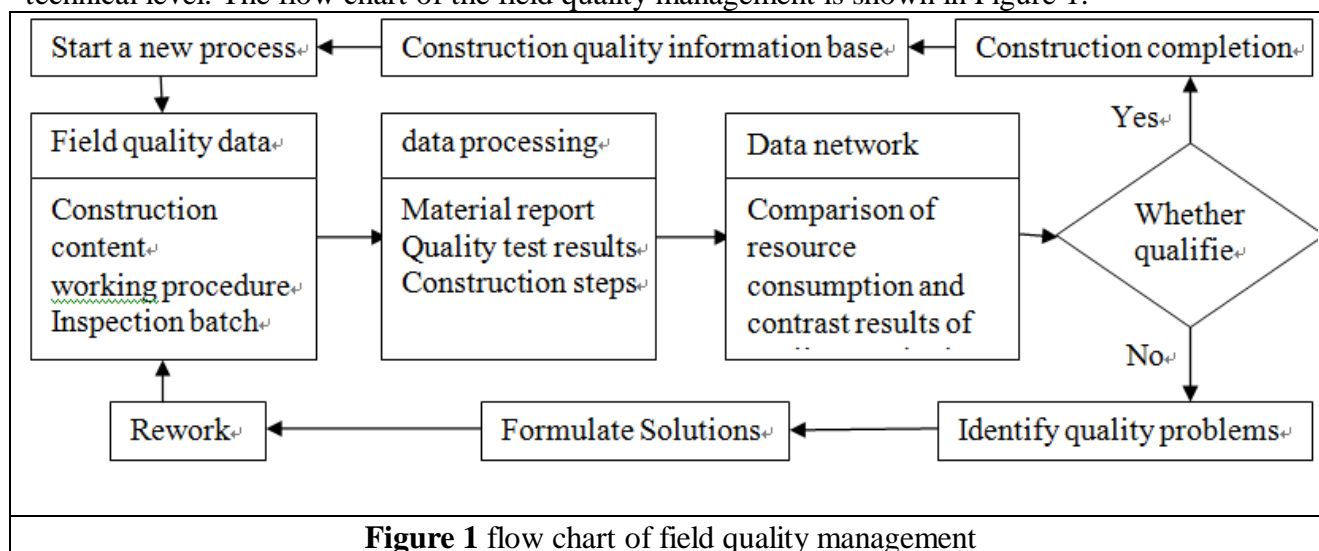 technical level. The flow chart of the field quality management is shown in Figure 1.
Start a new process
Construction quality information base
Construction completion
Yes
Field quality data
data processing
Data network
Construction
content
working procedure
Inspection batch
Material report
Quality test results
Construction steps
Comparison of
resource
consumption and
contrast results of
Whether
qualifie
No
Rework
Formulate Solutions
Identify quality problems
Figure 1 flow chart of field quality management